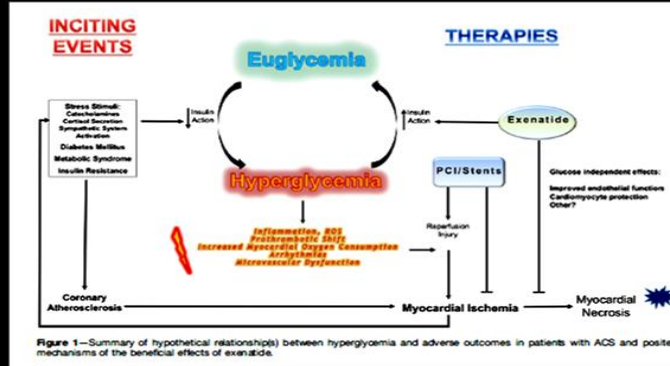 INCITING
EVENTS
THERAPIES
Euglycemia
Stress Stimuli:
Catecholamines
Cortisol Secretion
Sympathetic System
Activation
Diabetes Mellitus
Metabolic Syndrome
Insulin Resistance
Insulin
Action
Insulin
Action
Exenatide
Hyperglycemia
PCI/Stents
Glucose independent effects:
Improved endothelial function
Cardiomyocyte protection
Other?
Inflammation, ROS
Prothrombotic Shift
Increased Myocardial Oxygen Consumption
Arrhythmias
Microvascular Dysfunction
Reperfusion
Injury
Coronary
Atherosclerosis
Myocardial Ischemia
Myocardial
Necrosis
Figure 1—Summary of hypothetical relationship(s) between hyperglycemia and adverse outcomes in patients with ACS and posite
mechanisms of the beneficial effects of exenatide.